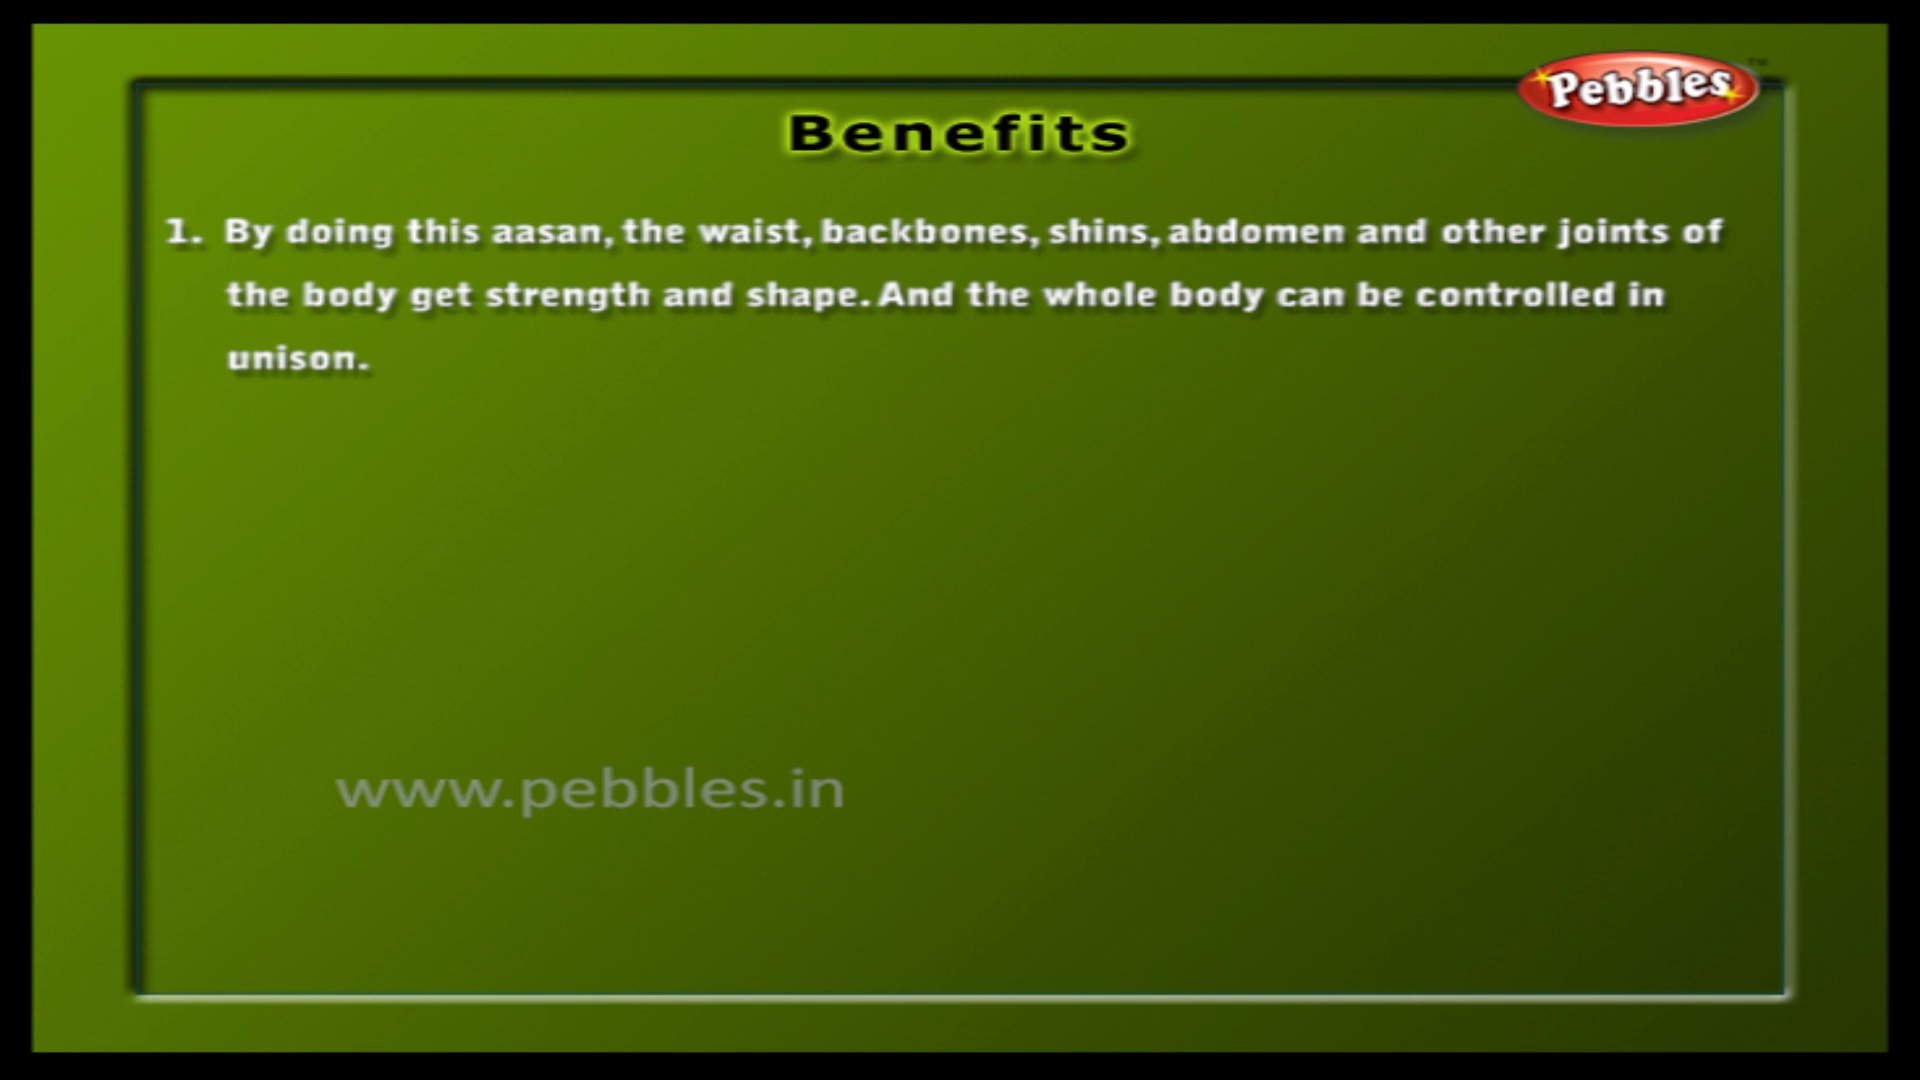 Pebbles™
Benefits
1. By doing this aasan, the waist, backbones, shins, abdomen and other joints of
the body get strength and shape. And the whole body can be controlled in
unison.
www.pebbles.in